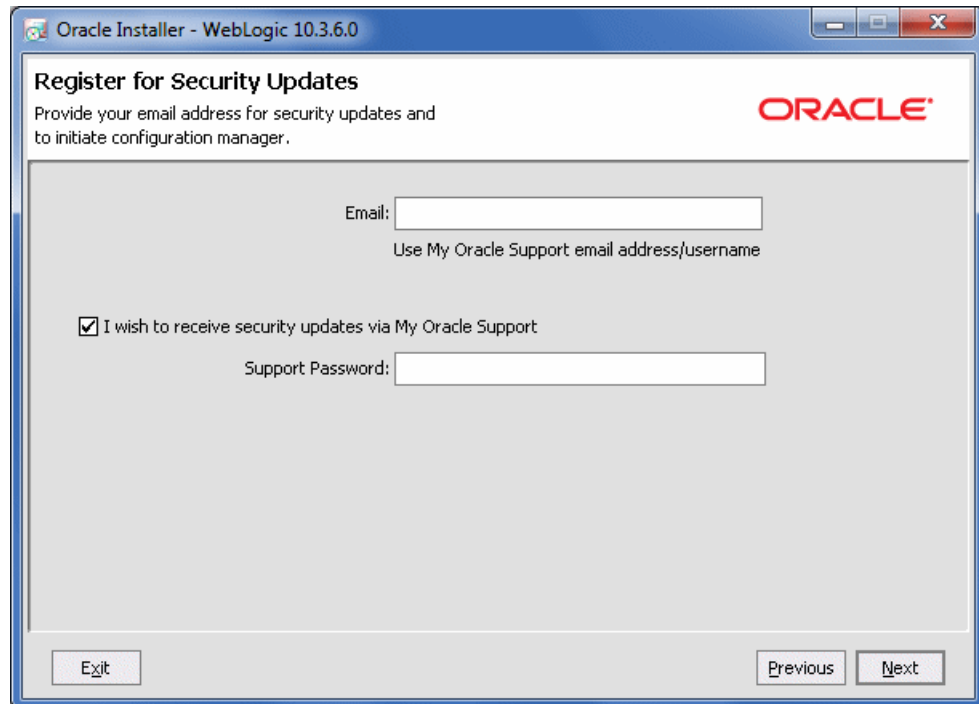 Oracle Installer - WebLogic 10.3.6.0
Register for Security Updates
Provide your email address for security updates and
to initiate configuration manager.
ORACLE
Email:
Use My Oracle Support email address/username
I wish to receive security updates via My Oracle Support
Support Password:
Exit
Previous
Next